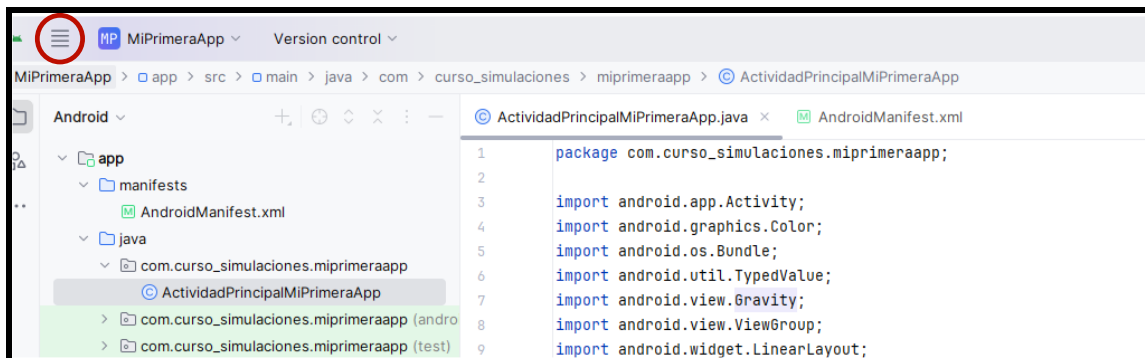 MP MiPrimeraApp Version control
MiPrimeraApp > app > src > main > java > com > curso_simulaciones > miprimeraapp > ActividadPrincipalMiPrimeraApp
Android
ActividadPrincipalMiPrimeraApp.java
AndroidManifest.xml
app
manifests
AndroidManifest.xml
java
com.curso_simulaciones.miprimeraapp
ActividadPrincipalMiPrimeraApp
com.curso_simulaciones.miprimeraapp (andro
com.curso_simulaciones.miprimeraapp (test)
1 package com.curso_simulaciones.miprimeraapp;
2
3 import android.app.Activity;
4 import android.graphics.Color;
5 import android.os.Bundle;
6 import android.util.TypedValue;
7 import android.view.Gravity;
8 import android.view.ViewGroup;
9 import android.widget.LinearLayout;